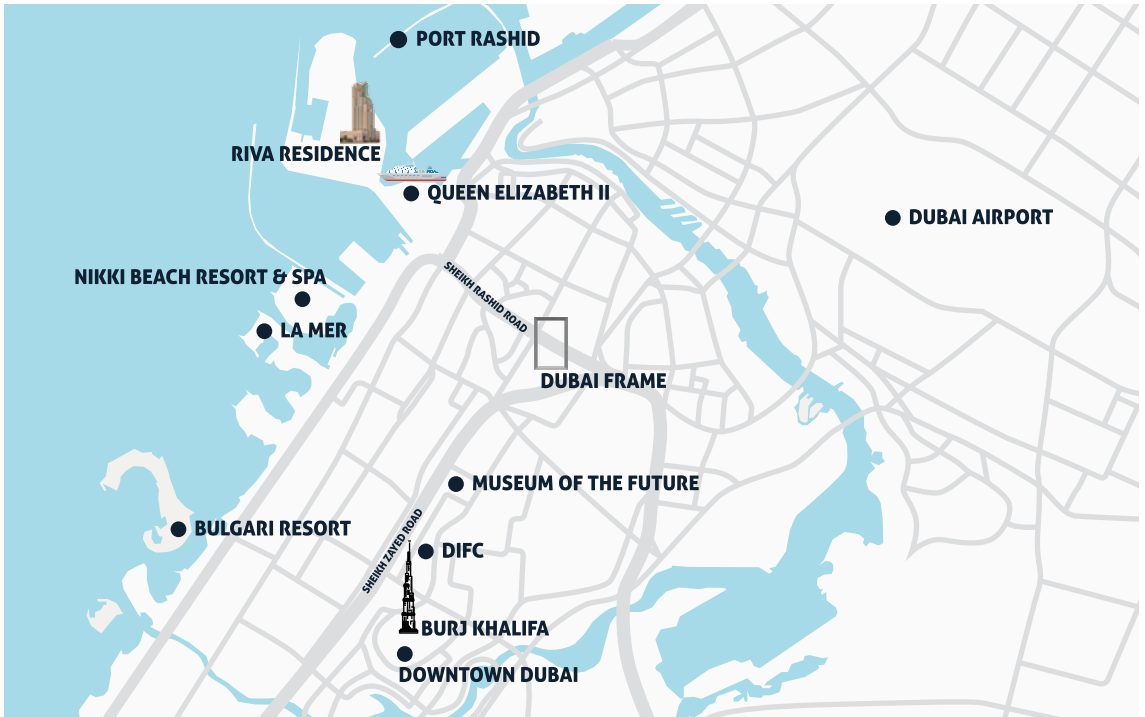 PORT RASHID
RIVA RESIDENCE
QUEEN ELIZABETH II
DUBAI AIRPORT
NIKKI BEACH RESORT & SPA
SHEIKH RASHID ROAD
LA MER
DUBAI FRAME
MUSEUM OF THE FUTURE
BULGARI RESORT
SHEIKH ZAYED ROAD
DIFC
BURJ KHALIFA
DOWNTOWN DUBAI